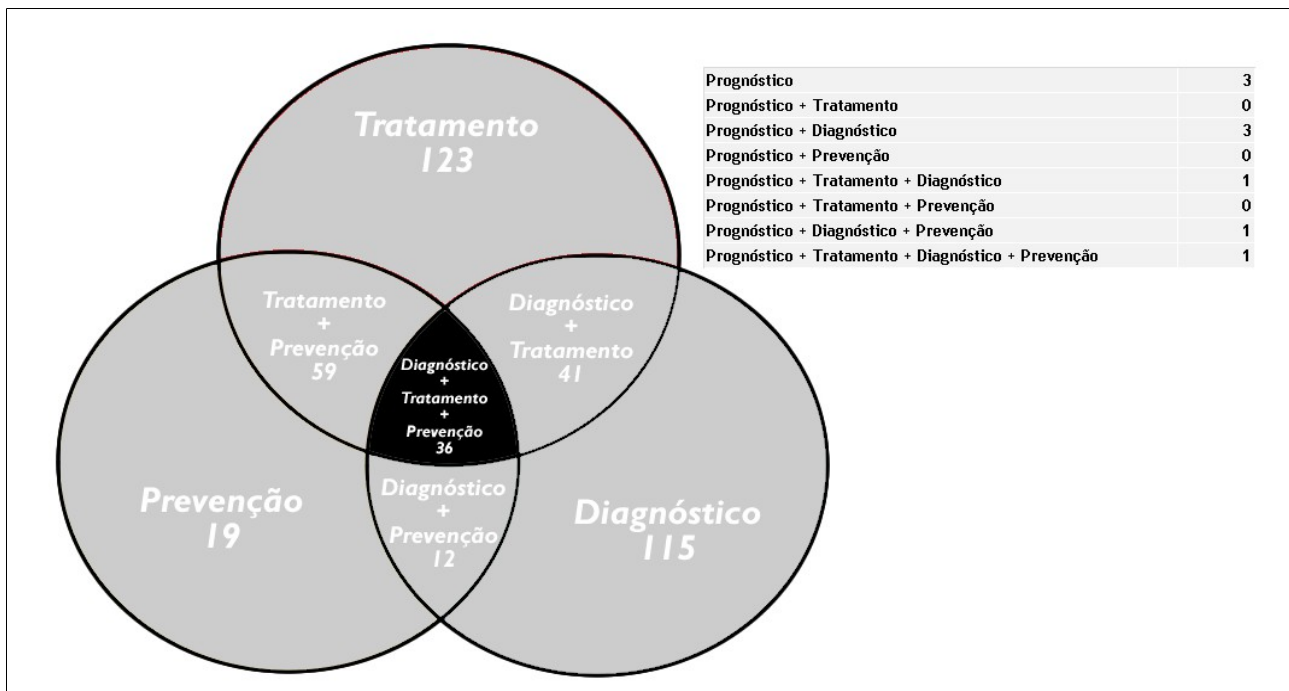 Tratamento
123
Tratamento
+
Prevenção
59
Diagnóstico
+
Tratamento
41
Diagnóstico
+
Tratamento
+
Prevenção
36
Prevenção
19
Diagnóstico
+
Prevenção
12
Diagnóstico
115
Prognóstico 3
Prognóstico + Tratamento 0
Prognóstico + Diagnóstico 3
Prognóstico + Prevenção 0
Prognóstico + Tratamento + Diagnóstico 1
Prognóstico + Tratamento + Prevenção 0
Prognóstico + Diagnóstico + Prevenção 1
Prognóstico + Tratamento + Diagnóstico + Prevenção 1